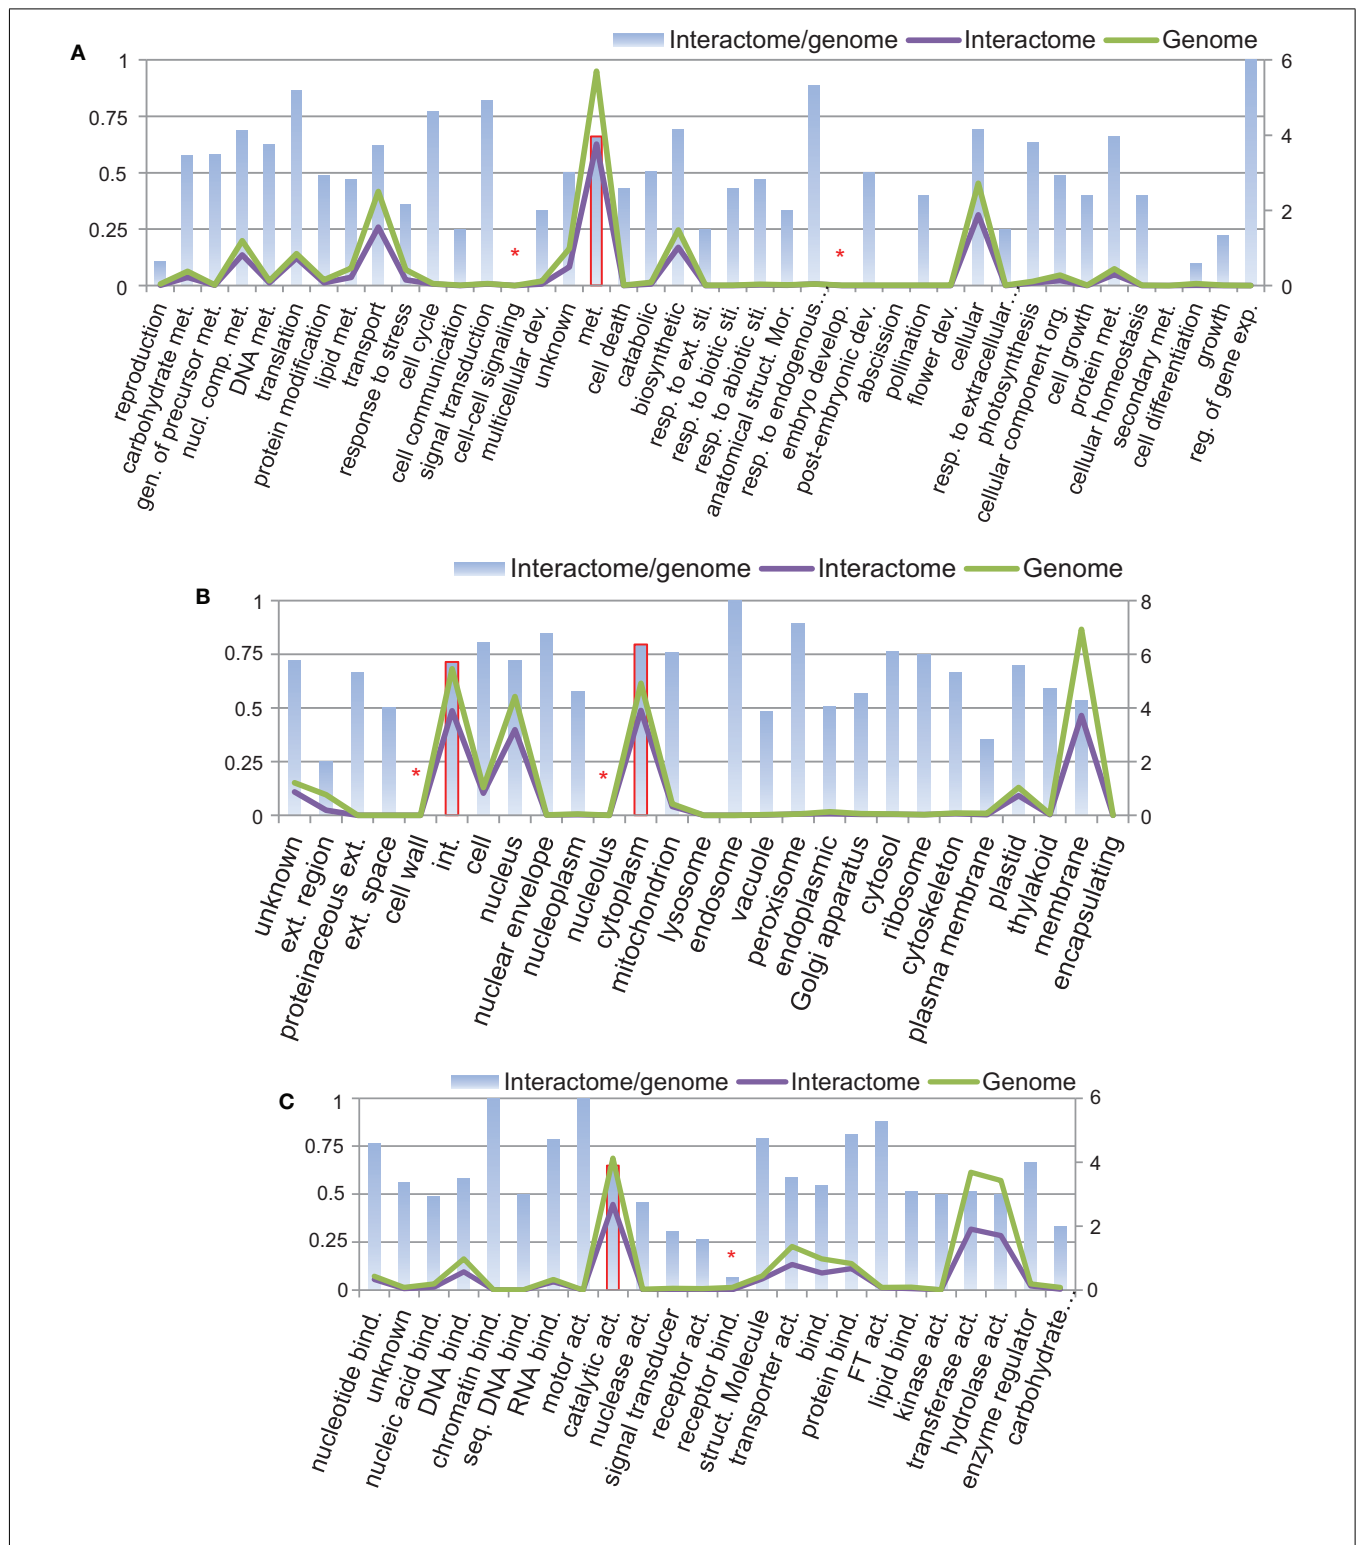 A
Interactome/genome Interactome Genome
1
0.75
0.5
0.25
0
6
4
2
0
*
*
reproduction
carbohydrate met.
gen. of precursor met.
nucl. comp. met.
DNA met.
translation
protein modification
lipid met.
transport
response to stress
cell cycle
cell communication
signal transduction
cell-cell signaling
multicellular dev.
unknown
met.
cell death
catabolic
biosynthetic
resp. to ext. sti.
resp. to biotic sti.
resp. to abiotic sti.
anatomical struct. Mor.
resp. to endogenous...
embryo develop.
post-embryonic dev.
abscission
pollination
flower dev.
cellular
resp. to extracellular...
photosynthesis
cellular component org.
cell growth
protein met.
cellular homeostasis
secondary met.
cell differentiation
growth
reg. of gene exp.
B
Interactome/genome Interactome Genome
1
0.75
0.5
0.25
0
8
6
4
2
0
*
*
unknown
ext. region
proteinaceous ext.
ext. space
cell wall
int.
cell
nucleus
nuclear envelope
nucleoplasm
nucleolus
cytoplasm
mitochondrion
lysosome
endosome
vacuole
peroxisome
endoplasmic
Golgi apparatus
cytosol
ribosome
cytoskeleton
plasma membrane
plastid
thylakoid
membrane
encapsulating
C
Interactome/genome Interactome Genome
1
0.75
0.5
0.25
0
6
4
2
0
*
nucleotide bind.
unknown
nucleic acid bind.
DNA bind.
chromatin bind.
seq. DNA bind.
RNA bind.
motor act.
catalytic act.
nuclease act.
signal transducer
receptor act.
receptor bind.
struct. Molecule
transporter act.
bind.
protein bind.
FT act.
lipid bind.
kinase act.
transferase act.
hydrolase act.
enzyme regulator
carbohydrate...